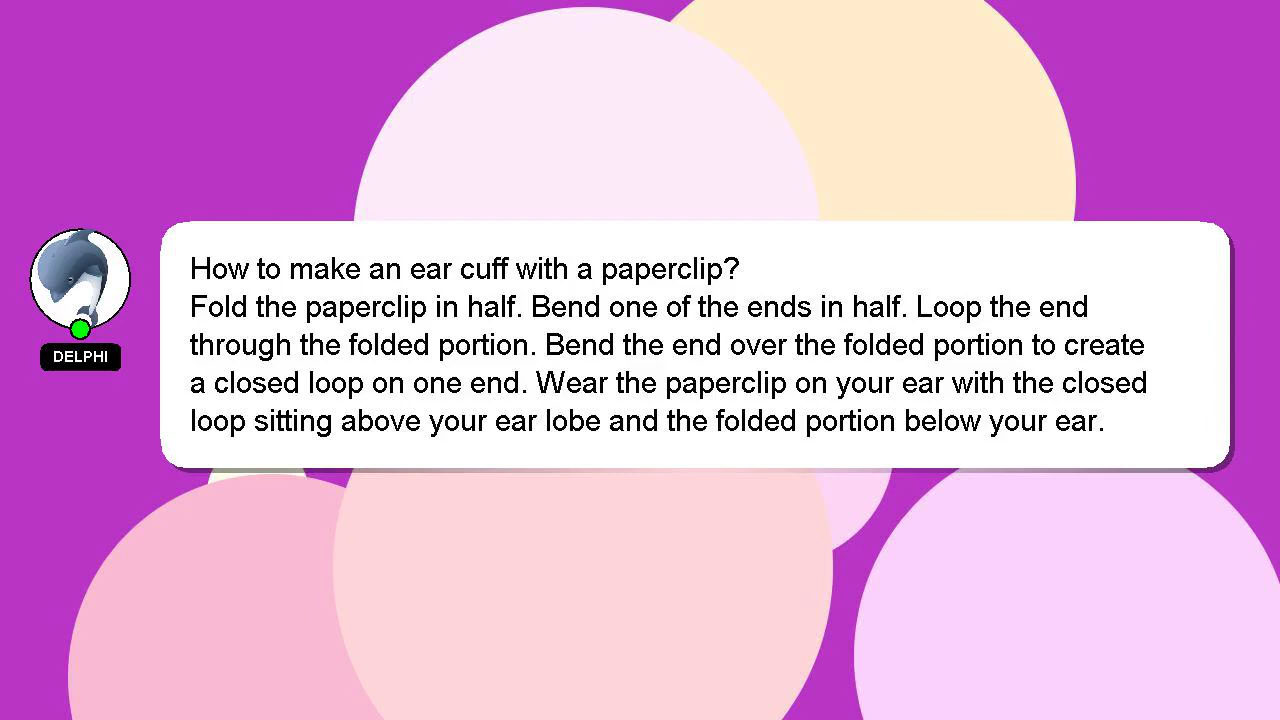 How to make an ear cuff with a paperclip?
Fold the paperclip in half. Bend one of the ends in half. Loop the end
through the folded portion. Bend the end over the folded portion to create
a closed loop on one end. Wear the paperclip on your ear with the closed
loop sitting above your ear lobe and the folded portion below your ear.
DELPHI